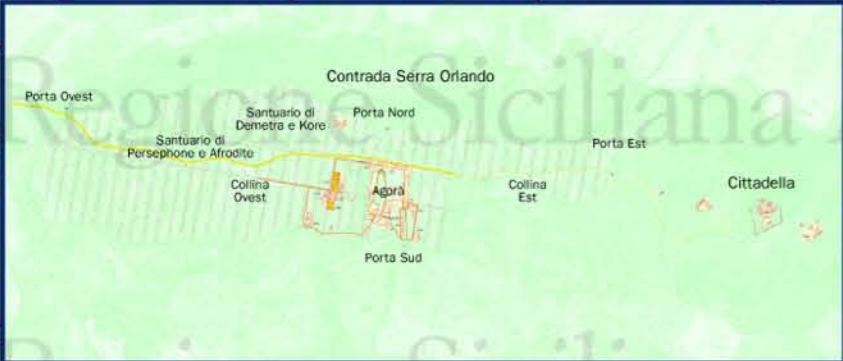 Contrada Serra Orlando
Porta Ovest
Santuario di
Demetra e Kore
Porta Nord
Santuario di
Persephone e Afrodite
Porta Est
Collina
Ovest
Agorà
Collina
Est
Cittadella
Porta Sud
Regione Siciliana